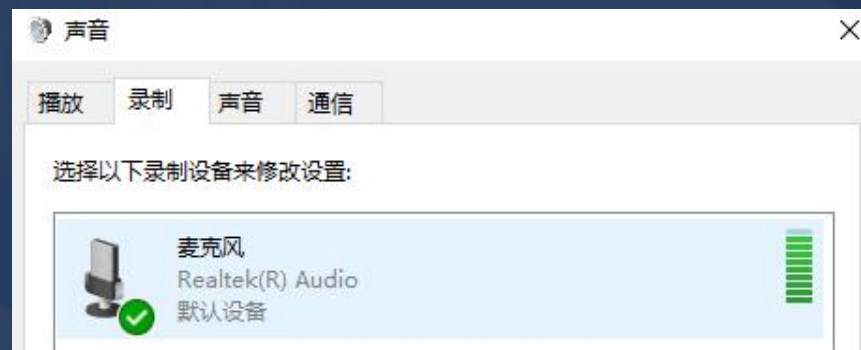 声音
播放 录制 声音 通信
选择以下录制设备来修改设置:
麦克风
Realtek(R) Audio
默认设备